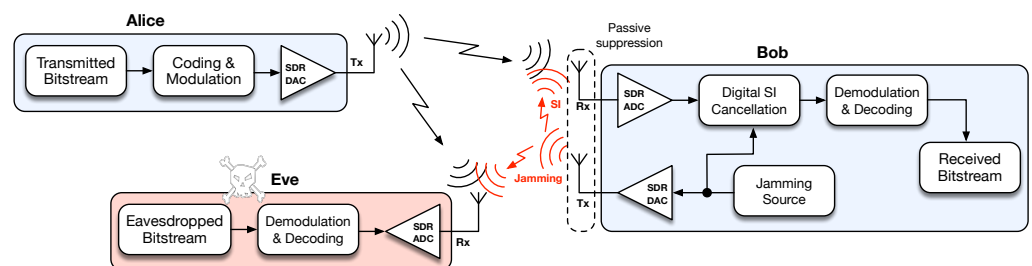 Alice
Transmitted
Bitstream
Coding &
Modulation
SDR
DAC
Tx
Passive
suppression
SI
Jamming
Rx
Tx
Bob
SDR
ADC
Digital SI
Cancellation
Demodulation
& Decoding
Received
Bitstream
SDR
DAC
Jamming
Source
Eve
Eavesdropped
Bitstream
Demodulation
& Decoding
SDR
ADC
Rx